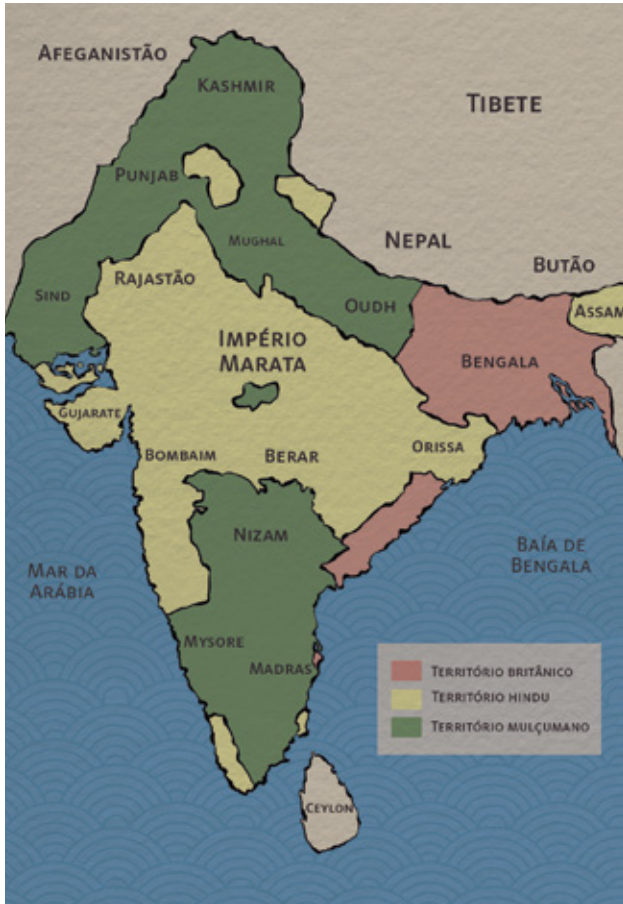 AFEGANISTÃO
KASHMIR
TIBETE
PUNJAB
MUGHAL
NEPAL
BUTÃO
RAJASTÃO
SIND
OUDH
ASSAM
IMPÉRIO
MARATA
BENGALA
GUJARATE
BOMBAIM
BERAR
ORISSA
NIZAM
BAÍA DE
BENGALA
MAR DA
ARÁBIA
MYSORE
MADRAS
TERRITÓRIO BRITÂNICO
TERRITÓRIO HINDU
TERRITÓRIO MULÇUMANO
CEYLON